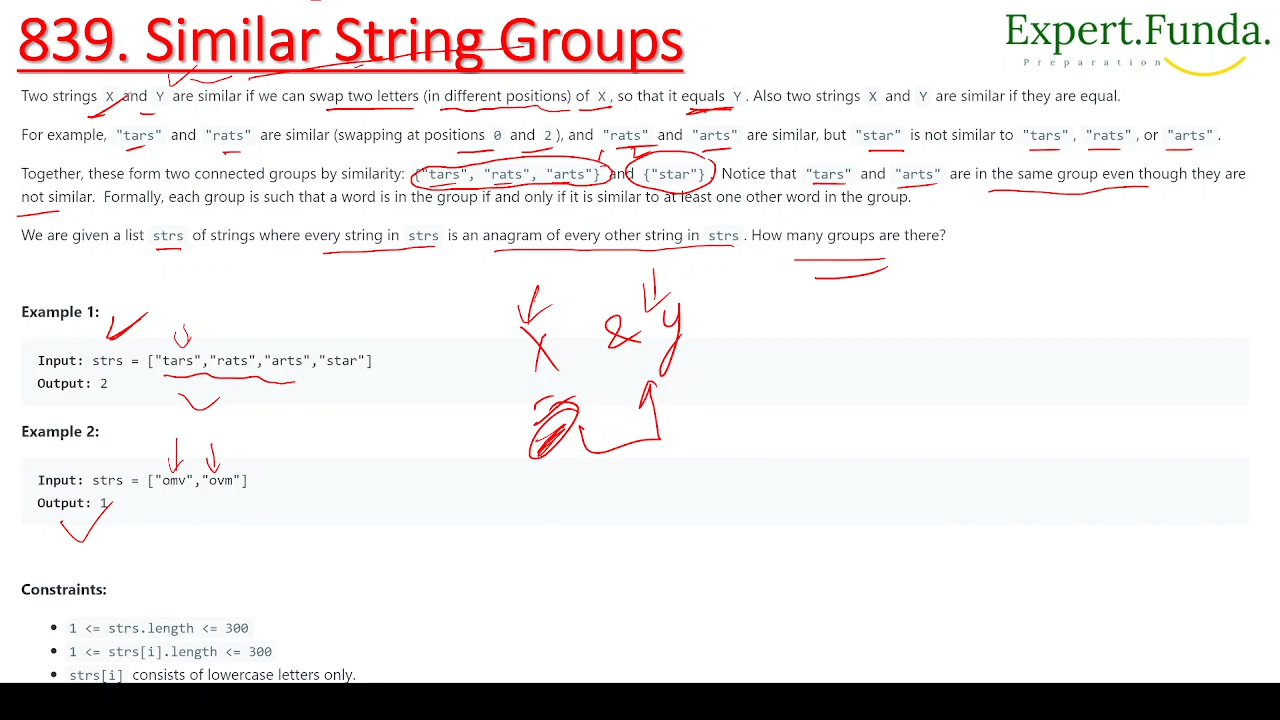 839. Similar String Groups
Expert.Funda.
Preparation
Two strings X and Y are similar if we can swap two letters (in different positions) of X, so that it equals Y. Also two strings X and Y are similar if they are equal.
For example, "tars" and "rats" are similar (swapping at positions 0 and 2), and "rats" and "arts" are similar, but "star" is not similar to "tars", "rats", or "arts".
Together, these form two connected groups by similarity: {"tars", "rats", "arts"} and {"star"}. Notice that "tars" and "arts" are in the same group even though they are
not similar. Formally, each group is such that a word is in the group if and only if it is similar to at least one other word in the group.
We are given a list strs of strings where every string in strs is an anagram of every other string in strs. How many groups are there?
Example 1:
X & y
Input: strs = ["tars","rats","arts","star"]
Output: 2
Example 2:
Input: strs = ["omv","ovm"]
Output: 1
Constraints:
• 1 <= strs.length <= 300
• 1 <= strs[i].length <= 300
• strs[i] consists of lowercase letters only.